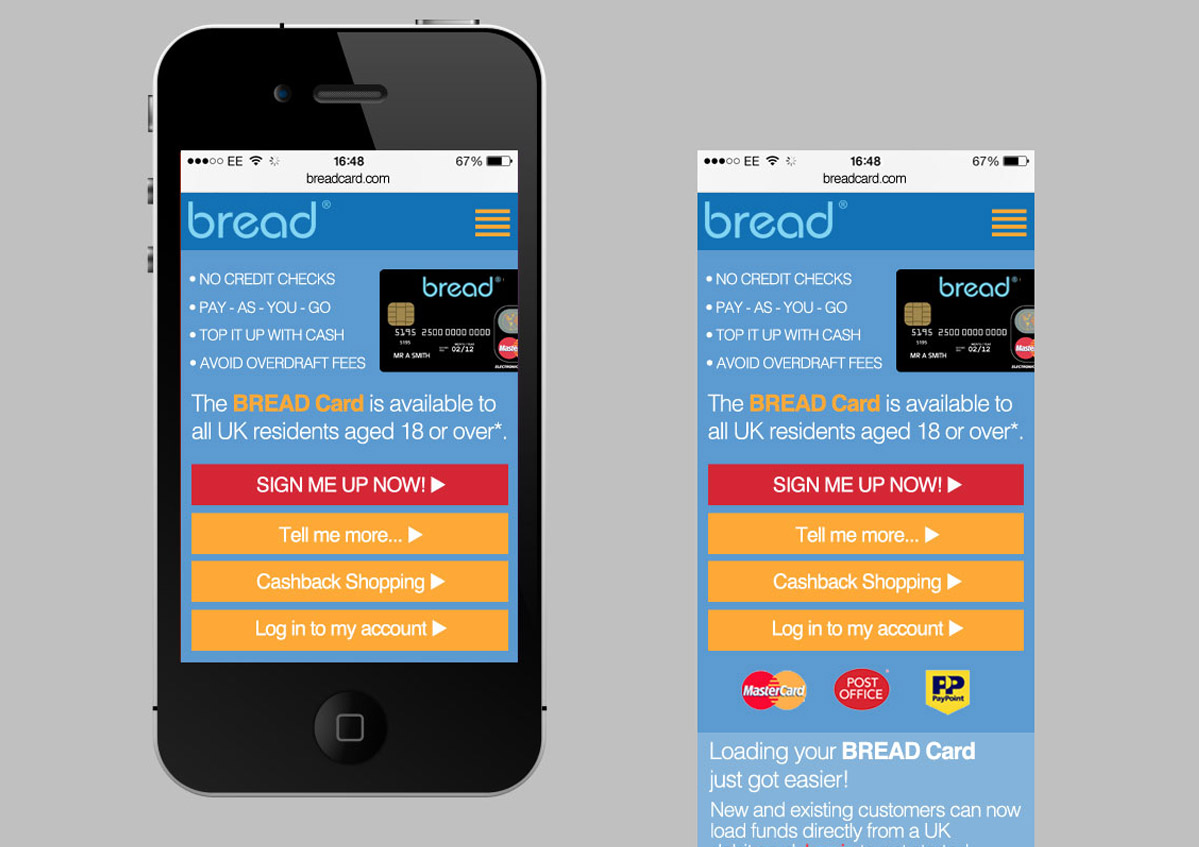 ●●●○○ EE 16:48 67%
breadcard.com
bread®
• NO CREDIT CHECKS
• PAY - AS - YOU - GO
• TOP IT UP WITH CASH
• AVOID OVERDRAFT FEES
bread®
5195 2500 0000 0000
5195
02/12
MR A SMITH
Master
ELECTRONIC
The BREAD Card is available to
all UK residents aged 18 or over*.
SIGN ME UP NOW! ▶
Tell me more... ▶
Cashback Shopping ▶
Log in to my account ▶
●●●○○ EE 16:48 67%
breadcard.com
bread®
• NO CREDIT CHECKS
• PAY - AS - YOU - GO
• TOP IT UP WITH CASH
• AVOID OVERDRAFT FEES
bread®
5195 2500 0000 0000
5195
02/12
MR A SMITH
Master
ELECTRONIC
The BREAD Card is available to
all UK residents aged 18 or over*.
SIGN ME UP NOW! ▶
Tell me more... ▶
Cashback Shopping ▶
Log in to my account ▶
MasterCard
POST
OFFICE
PP
PayPoint
Loading your BREAD Card
just got easier!
New and existing customers can now
load funds directly from a UK